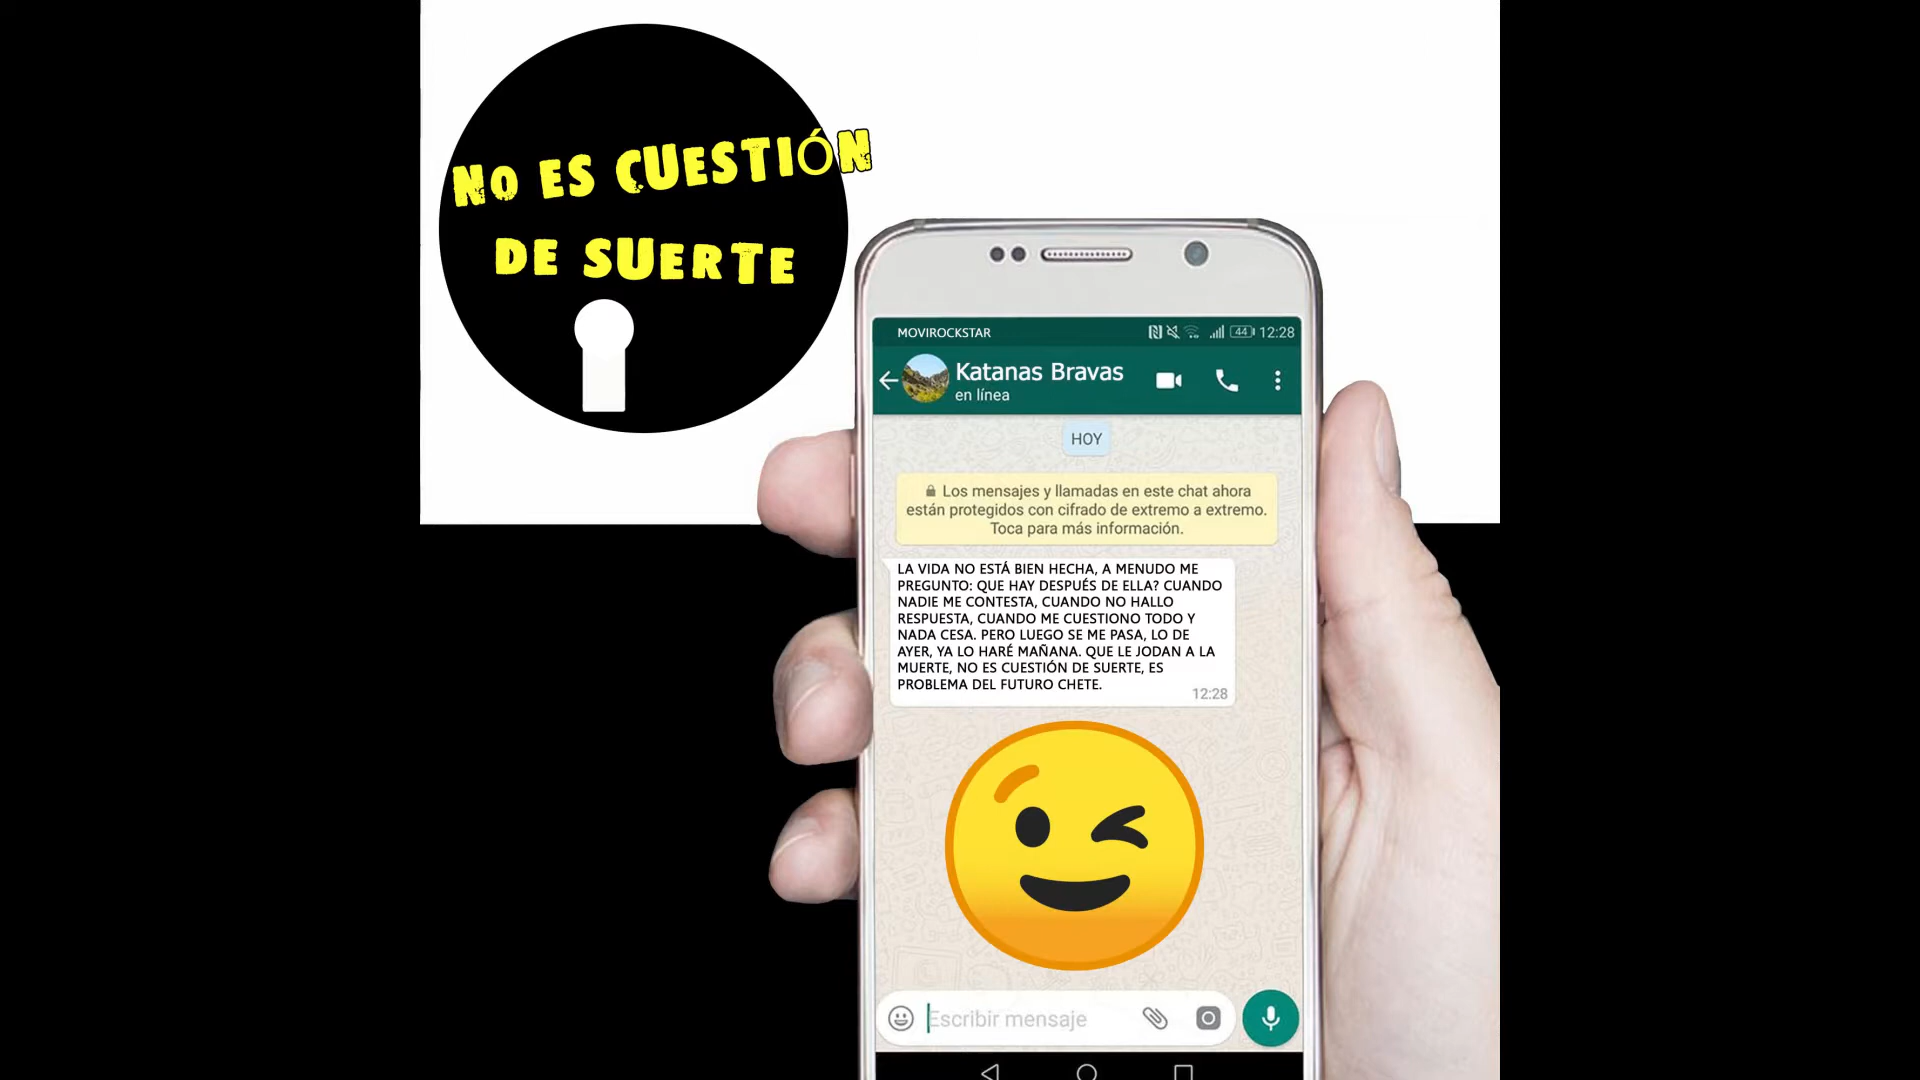 NO ES CUESTIÓN
DE SUERTE
MOVIROCKSTAR
44 12:28
Katanas Bravas
en línea
HOY
Los mensajes y llamadas en este chat ahora
están protegidos con cifrado de extremo a extremo.
Toca para más información.
LA VIDA NO ESTÁ BIEN HECHA, A MENUDO ME
PREGUNTO: QUE HAY DESPUÉS DE ELLA? CUANDO
NADIE ME CONTESTA, CUANDO NO HALLO
RESPUESTA, CUANDO ME CUESTIONO TODO Y
NADA CESA. PERO LUEGO SE ME PASA, LO DE
AYER, YA LO HARÉ MAÑANA. QUE LE JODAN A LA
MUERTE, NO ES CUESTIÓN DE SUERTE, ES
PROBLEMA DEL FUTURO CHETE.
12:28
Escribir mensaje